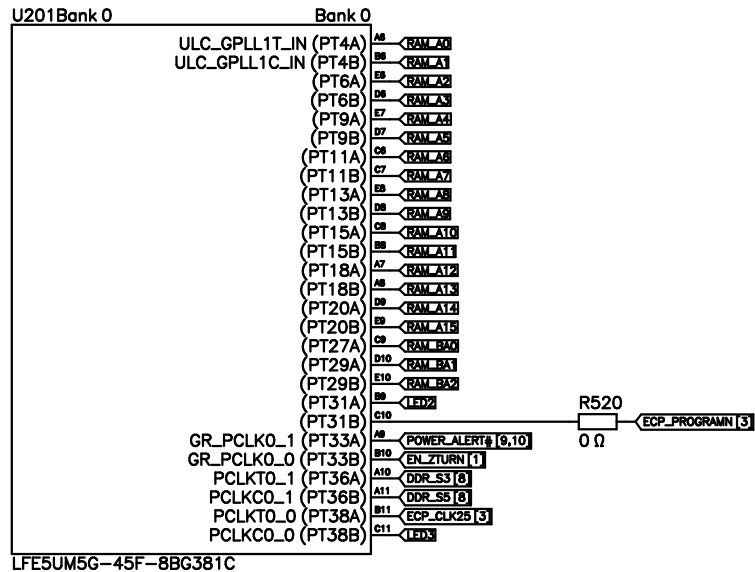 U201Bank 0 Bank 0
ULC_GPLL1T_IN (PT4A) A6 RAM_A0
ULC_GPLL1C_IN (PT4B) B6 RAM_A1
(PT6A) E6 RAM_A2
(PT6B) D6 RAM_A3
(PT9A) E7 RAM_A4
(PT9B) D7 RAM_A5
(PT11A) C6 RAM_A6
(PT11B) C7 RAM_A7
(PT13A) E8 RAM_A8
(PT13B) D8 RAM_A9
(PT15A) C8 RAM_A10
(PT15B) B8 RAM_A11
(PT18A) A7 RAM_A12
(PT18B) A8 RAM_A13
(PT20A) D9 RAM_A14
(PT20B) E9 RAM_A15
(PT27A) C9 RAM_BA0
(PT29A) D10 RAM_BA1
(PT29B) E10 RAM_BA2
(PT31A) B9 LED2
R520
(PT31B) C10 ECP_PROGRAMN [3]
0 Ω
GR_PCLK0_1 (PT33A) A9 POWER_ALERT# [9,10]
GR_PCLK0_0 (PT33B) B10 EN_ZTURN [1]
PCLKT0_1 (PT36A) A10 DDR_S3 [8]
PCLKC0_1 (PT36B) A11 DDR_S5 [8]
PCLKT0_0 (PT38A) B11 ECP_CLK25 [3]
PCLKC0_0 (PT38B) C11 LED3
LFE5UM5G-45F-8BG381C